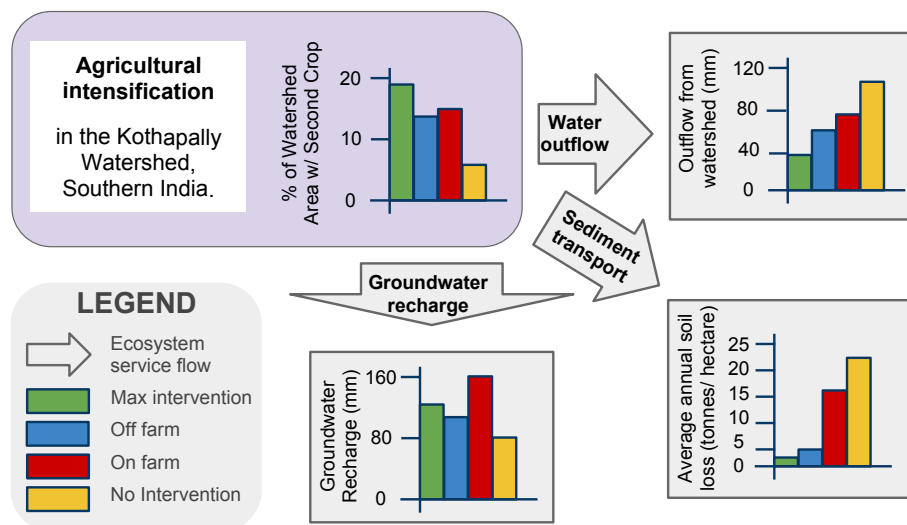 Agricultural
intensification
in the Kothapally
Watershed,
Southern India.
% of Watershed
Area w/ Second Crop
20
10
0
Water
outflow
Outflow from
watershed (mm)
120
80
40
0
Sediment
transport
Groundwater
recharge
LEGEND
Ecosystem
service flow
Max intervention
Off farm
On farm
No Intervention
Groundwater
Recharge (mm)
160
80
0
Average annual soil
loss (tonnes/ hectare)
25
20
15
10
5
0